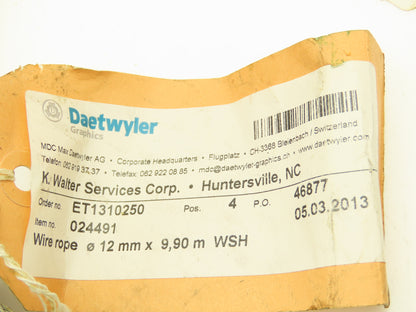 Daetwyler
Graphics
MDC Max Daetwyler AG • Corporate Headquarters • Flugplatz • CH-3368 Bleienbach / Switzerland
Telefon 062 919 37 37 • Telefax 062 922 08 85 • mdc@daetwyler-graphics.ch • www.daetwyler.com
K. Walter Services Corp. • Huntersville, NC
Order no. ET1310250 Pos. 4 P.O. 46877
Item no. 024491 05.03.2013
Wire rope ø 12 mm x 9,90 m WSH